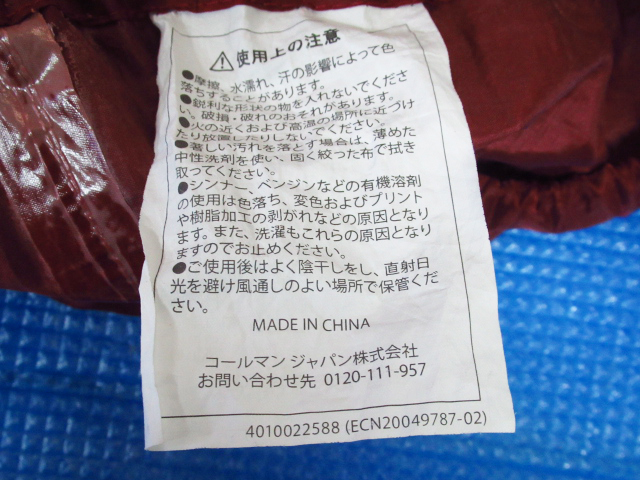 ⚠使用上の注意
●摩擦、水濡れ、汗の影響によって色
落ちすることがあります。
●鋭利な形状の物を入れないでくださ
い、破損・破れのおそれがあります。
●火の近くおよび高温の場所に近づけ
たり放置したりしないでください。
●著しい汚れを落とす場合は、薄めた
中性洗剤を使い、固く絞った布で拭き
取ってください。
●シンナー、ベンジンなどの有機溶剤
の使用は色落ち、変色およびプリント
や樹脂加工の剥がれなどの原因となり
ます。また、洗濯もこれらの原因となり
ますのでお止めください。
●ご使用後はよく陰干しをし、直射日
光を避け風通しのよい場所で保管くだ
さい。
MADE IN CHINA
コールマン ジャパン株式会社
お問い合わせ先 0120-111-957
4010022588 (ECN20049787-02)